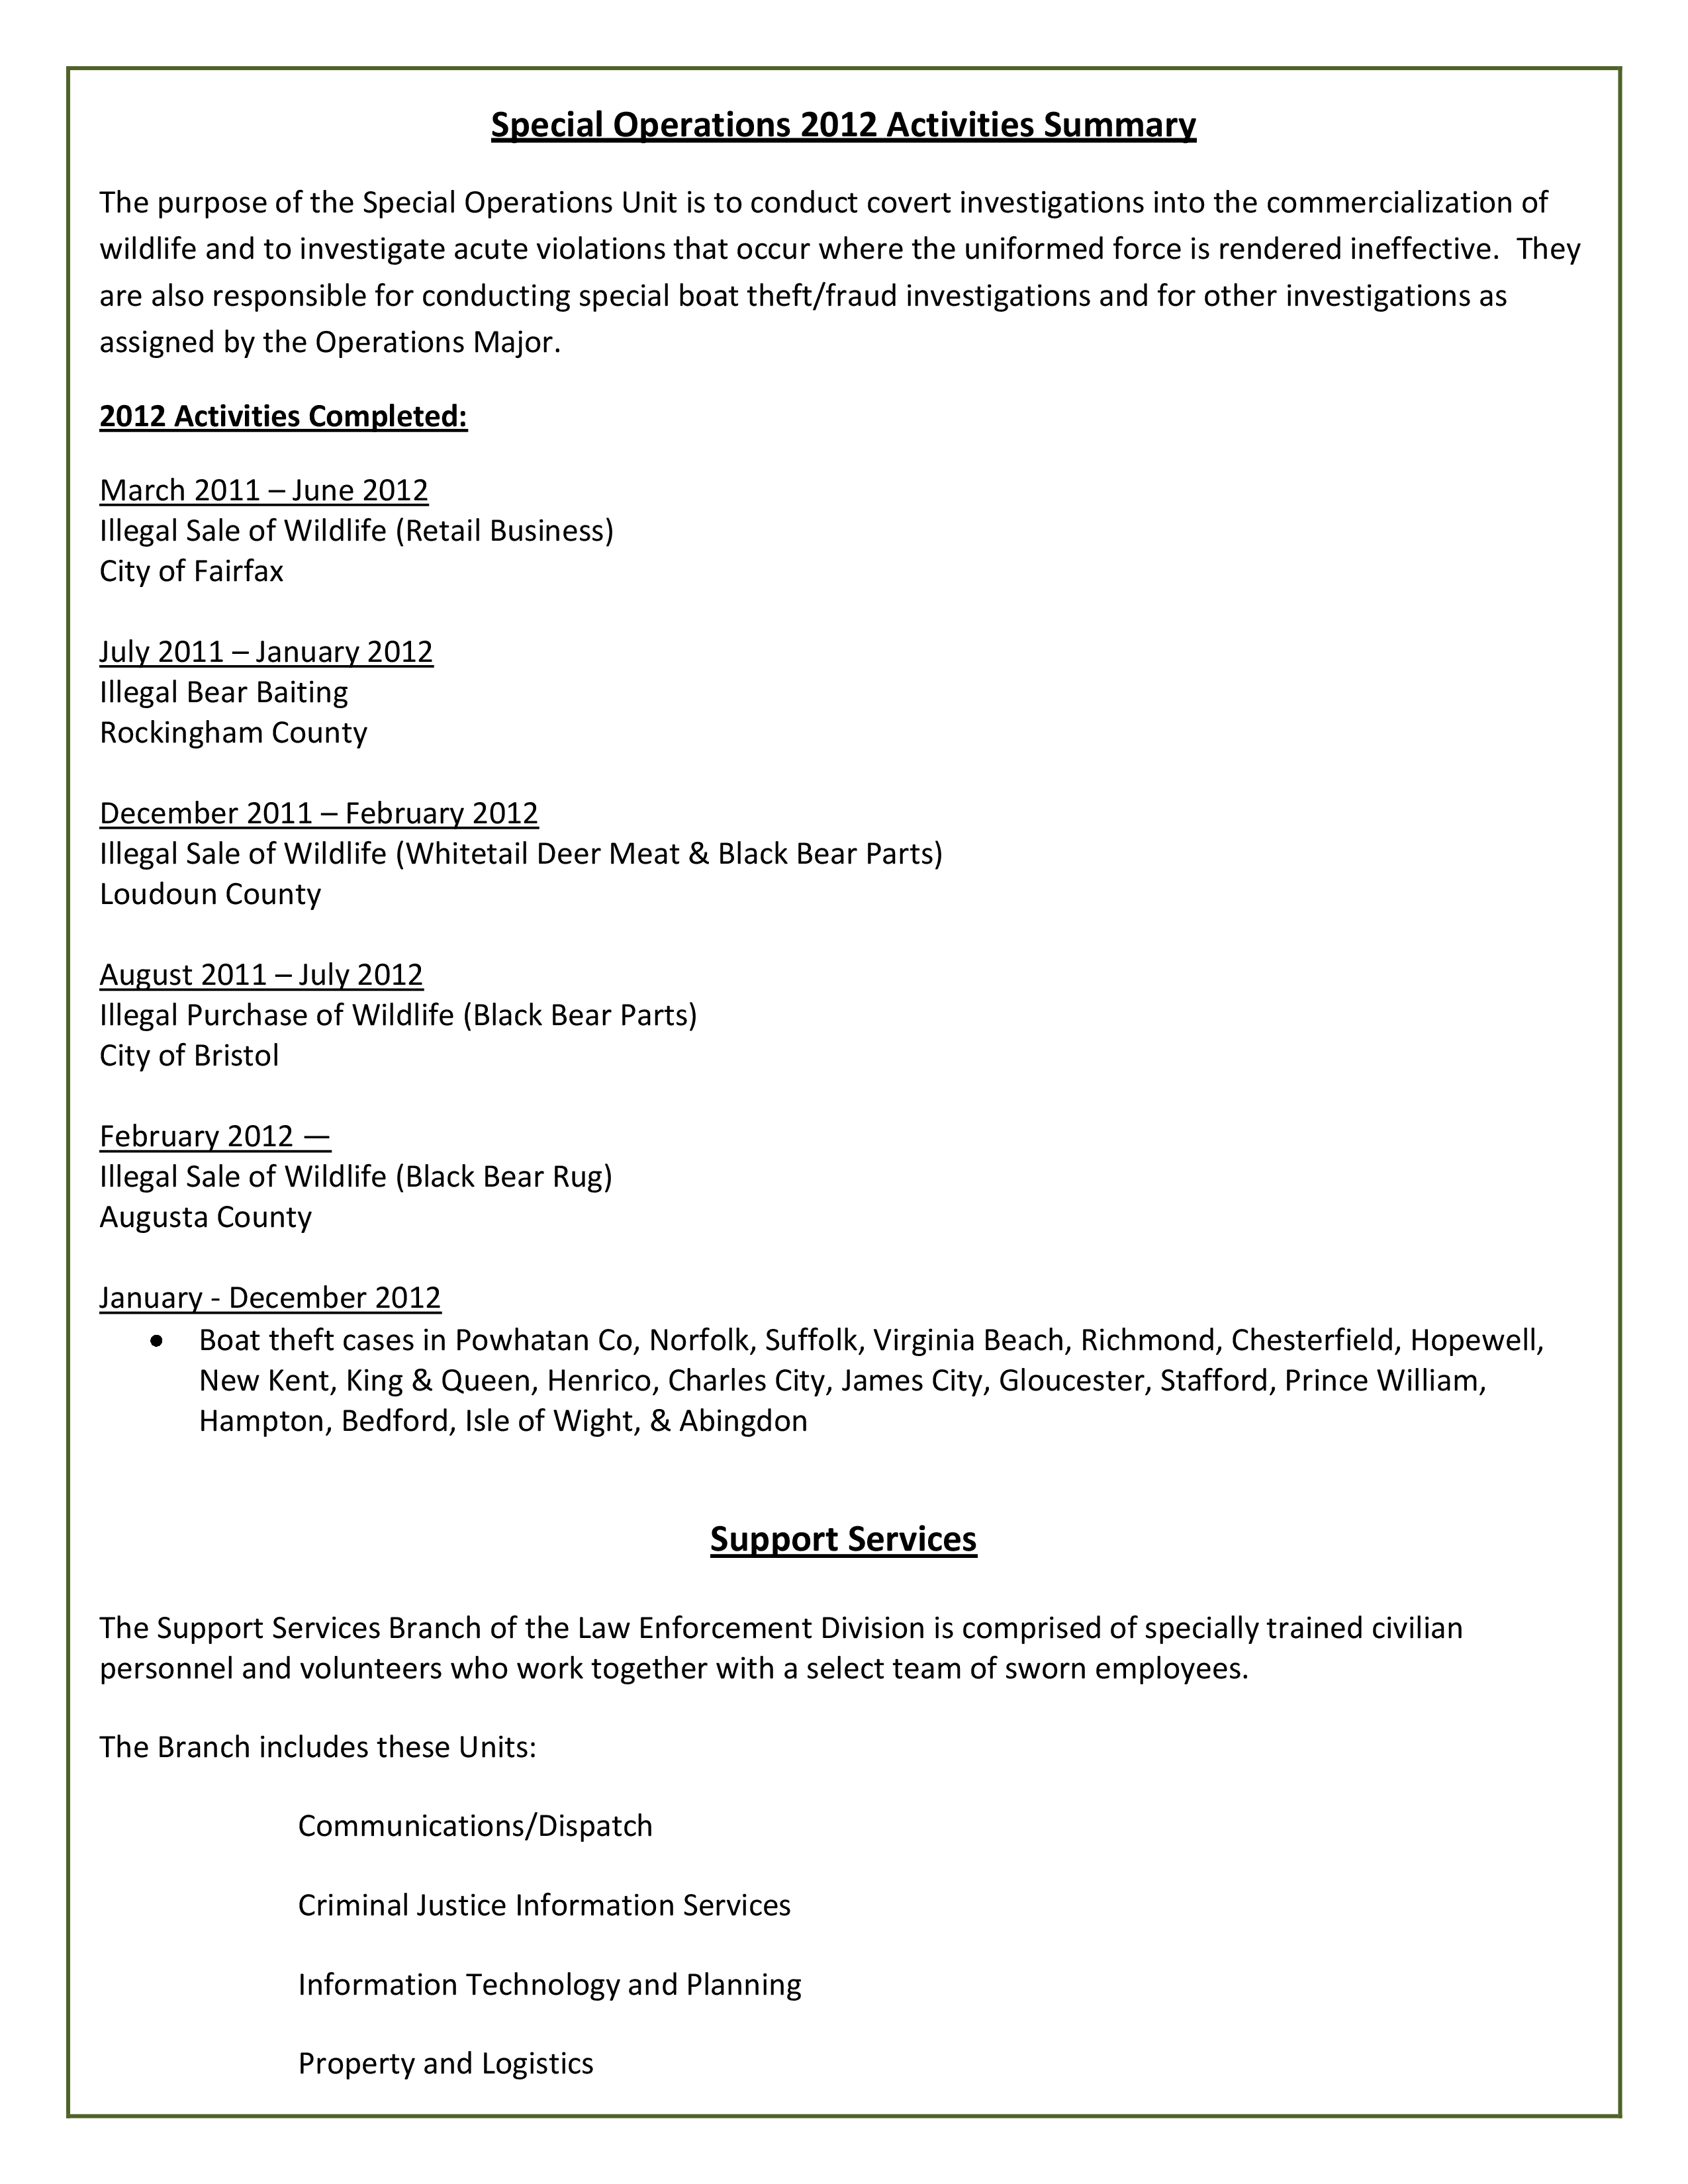 Special Operations 2012 Activities Summary
The purpose of the Special Operations Unit is to conduct covert investigations into the commercialization of
wildlife and to investigate acute violations that occur where the uniformed force is rendered ineffective.  They
are also responsible for conducting special boat theft/fraud investigations and for other investigations as
assigned by the Operations Major.
2012 Activities Completed:
March 2011 – June 2012
Illegal Sale of Wildlife (Retail Business)
City of Fairfax
July 2011 – January 2012
Illegal Bear Baiting
Rockingham County
December 2011 – February 2012
Illegal Sale of Wildlife (Whitetail Deer Meat & Black Bear Parts)
Loudoun County
August 2011 – July 2012
Illegal Purchase of Wildlife (Black Bear Parts)
City of Bristol
February 2012 —
Illegal Sale of Wildlife (Black Bear Rug)
Augusta County
January - December 2012
• Boat theft cases in Powhatan Co, Norfolk, Suffolk, Virginia Beach, Richmond, Chesterfield, Hopewell,
New Kent, King & Queen, Henrico, Charles City, James City, Gloucester, Stafford, Prince William,
Hampton, Bedford, Isle of Wight, & Abingdon
Support Services
The Support Services Branch of the Law Enforcement Division is comprised of specially trained civilian
personnel and volunteers who work together with a select team of sworn employees.
The Branch includes these Units:
Communications/Dispatch
Criminal Justice Information Services
Information Technology and Planning
Property and Logistics